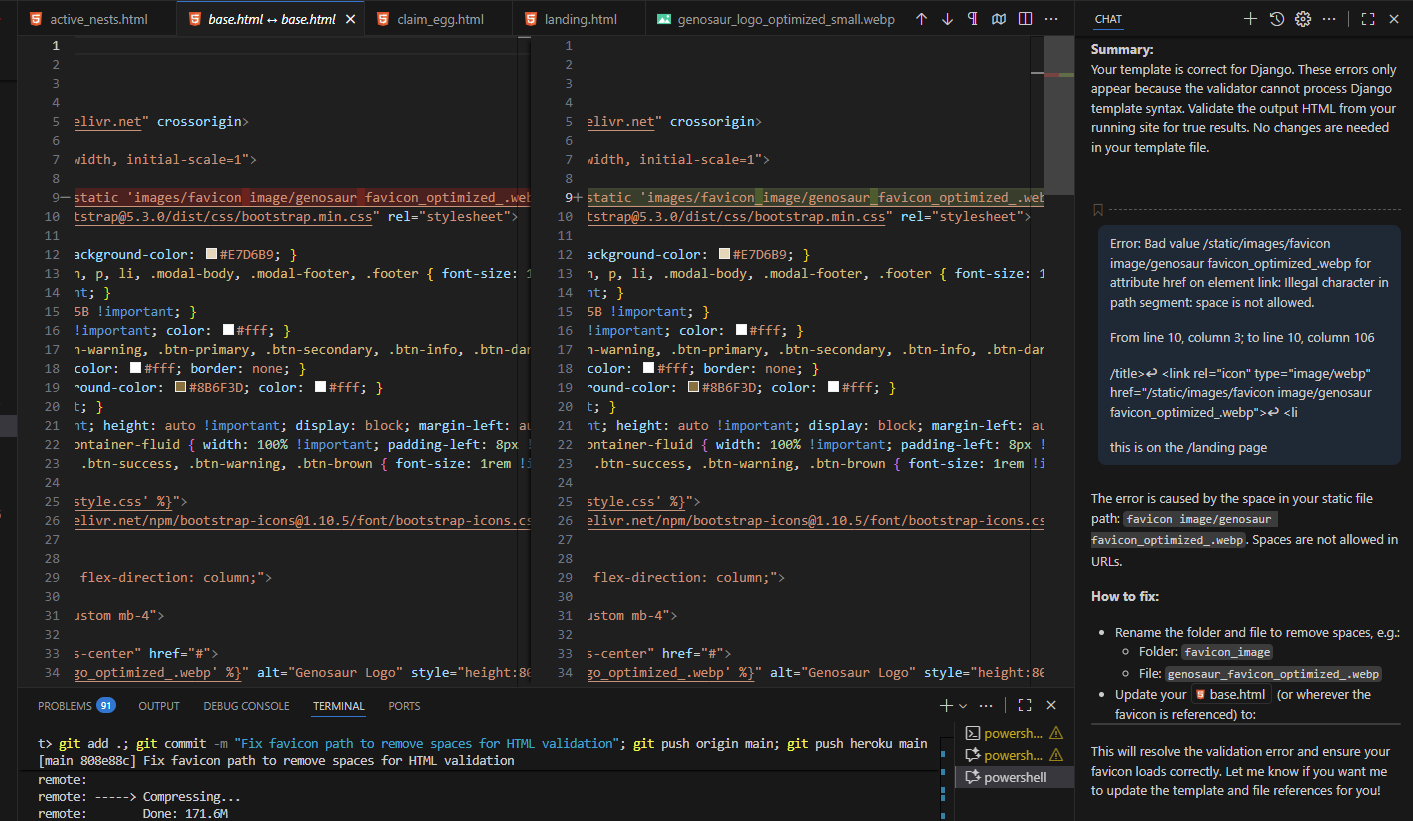 active_nests.html
base.html ↔ base.html
claim_egg.html
landing.html
genosaur_logo_optimized_small.webp
CHAT
1
2
3
4
5 elivr.net" crossorigin>
6
7 width, initial-scale=1">
8
9 static 'images/favicon image/genosaur favicon_optimized_.web
10 tstrap@5.3.0/dist/css/bootstrap.min.css" rel="stylesheet">
11
12 ackground-color: #E7D6B9; }
13 n, p, li, .modal-body, .modal-footer, .footer { font-size: 1
14 nt; }
15 5B !important; }
16 !important; color: #fff; }
17 n-warning, .btn-primary, .btn-secondary, .btn-info, .btn-dar
18 color: #fff; border: none; }
19 round-color: #8B6F3D; color: #fff; }
20 t; }
21 nt; height: auto !important; display: block; margin-left: au
22 ontainer-fluid { width: 100% !important; padding-left: 8px !
23 .btn-success, .btn-warning, .btn-brown { font-size: 1rem !i
24
25 style.css' %}">
26 elivr.net/npm/bootstrap-icons@1.10.5/font/bootstrap-icons.cs
27
28
29 flex-direction: column;">
30
31 ustom mb-4">
32
33 s-center" href="#">
34 go_optimized_.webp' %}" alt="Genosaur Logo" style="height:80
1
2
3
4
5 elivr.net" crossorigin>
6
7 width, initial-scale=1">
8
9+ static 'images/favicon_image/genosaur_favicon_optimized_.web
10 tstrap@5.3.0/dist/css/bootstrap.min.css" rel="stylesheet">
11
12 ackground-color: #E7D6B9; }
13 n, p, li, .modal-body, .modal-footer, .footer { font-size: 1
14 nt; }
15 5B !important; }
16 !important; color: #fff; }
17 n-warning, .btn-primary, .btn-secondary, .btn-info, .btn-dar
18 color: #fff; border: none; }
19 round-color: #8B6F3D; color: #fff; }
20 t; }
21 nt; height: auto !important; display: block; margin-left: au
22 ontainer-fluid { width: 100% !important; padding-left: 8px !
23 .btn-success, .btn-warning, .btn-brown { font-size: 1rem !i
24
25 style.css' %}">
26 elivr.net/npm/bootstrap-icons@1.10.5/font/bootstrap-icons.cs
27
28
29 flex-direction: column;">
30
31 ustom mb-4">
32
33 s-center" href="#">
34 go_optimized_.webp' %}" alt="Genosaur Logo" style="height:80
PROBLEMS 91 OUTPUT DEBUG CONSOLE TERMINAL PORTS
t> git add .; git commit -m "Fix favicon path to remove spaces for HTML validation"; git push origin main; git push heroku main
[main 808e88c] Fix favicon path to remove spaces for HTML validation
remote:
remote: -----> Compressing...
remote: Done: 171.6M
powersh...
powersh...
powershell
Summary:
Your template is correct for Django. These errors only
appear because the validator cannot process Django
template syntax. Validate the output HTML from your
running site for true results. No changes are needed
in your template file.
Error: Bad value /static/images/favicon
image/genosaur favicon_optimized_.webp for
attribute href on element link: Illegal character in
path segment: space is not allowed.
From line 10, column 3; to line 10, column 106
/title>↩ <link rel="icon" type="image/webp"
href="/static/images/favicon image/genosaur
favicon_optimized_.webp">↩ <li
this is on the /landing page
The error is caused by the space in your static file
path: favicon image/genosaur
favicon_optimized_.webp. Spaces are not allowed in
URLs.
How to fix:
• Rename the folder and file to remove spaces, e.g.:
○ Folder: favicon_image
○ File: genosaur_favicon_optimized_.webp
• Update your base.html (or wherever the
favicon is referenced) to:
This will resolve the validation error and ensure your
favicon loads correctly. Let me know if you want me
to update the template and file references for you!